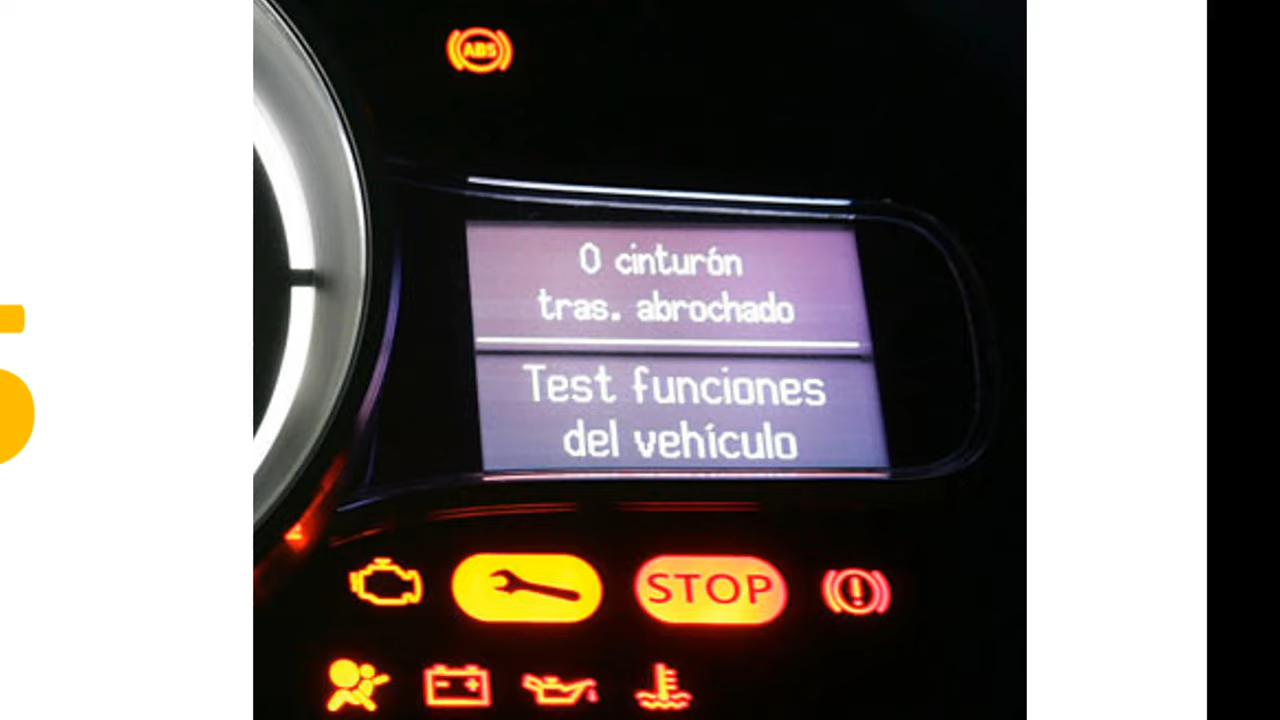 ABS
0 cinturón
tras. abrochado
Test funciones
del vehículo
STOP